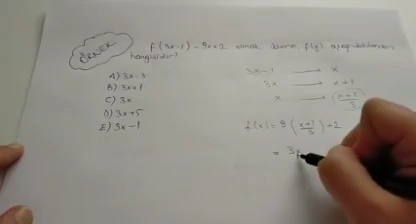 ÖRNEK
f(3x-1) = 9x+2 olmak üzere, f(x) aşağıdakilerden
hangisidir?
A) 3x-3
B) 3x+1
C) 3x
D) 3x+5
E) 3x-1
3x-1 → x
3x → x+1
x → (x+1)/3
f(x) = 9 (x+1/3) + 2
= 3x